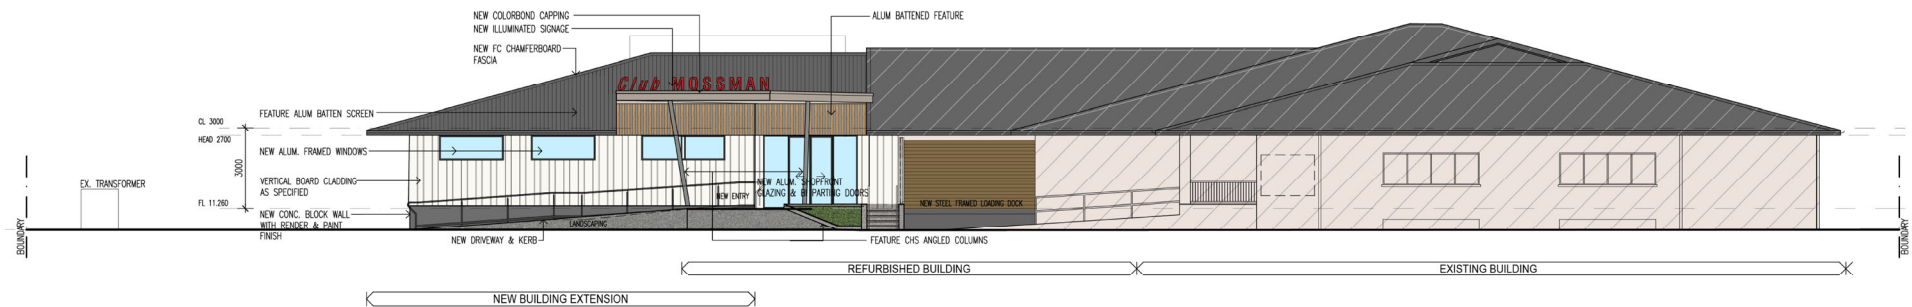 NEW COLORBOND CAPPING
NEW ILLUMINATED SIGNAGE
ALUM BATTENED FEATURE
NEW FC CHAMFERBOARD
FASCIA
Club MOSSMAN
FEATURE ALUM BATTEN SCREEN
CL 3000
HEAD 2700
3000
NEW ALUM. FRAMED WINDOWS
EX. TRANSFORMER
VERTICAL BOARD CLADDING
AS SPECIFIED
NEW ALUM. SHOPFRONT
GLAZING & BI PARTING DOORS
NEW ENTRY
FL 11.260
NEW STEEL FRAMED LOADING DOCK
NEW CONC. BLOCK WALL
WITH RENDER & PAINT
FINISH
LANDSCAPING
BOUNDARY
BOUNDARY
NEW DRIVEWAY & KERB
FEATURE CHS ANGLED COLUMNS
REFURBISHED BUILDING
EXISTING BUILDING
NEW BUILDING EXTENSION